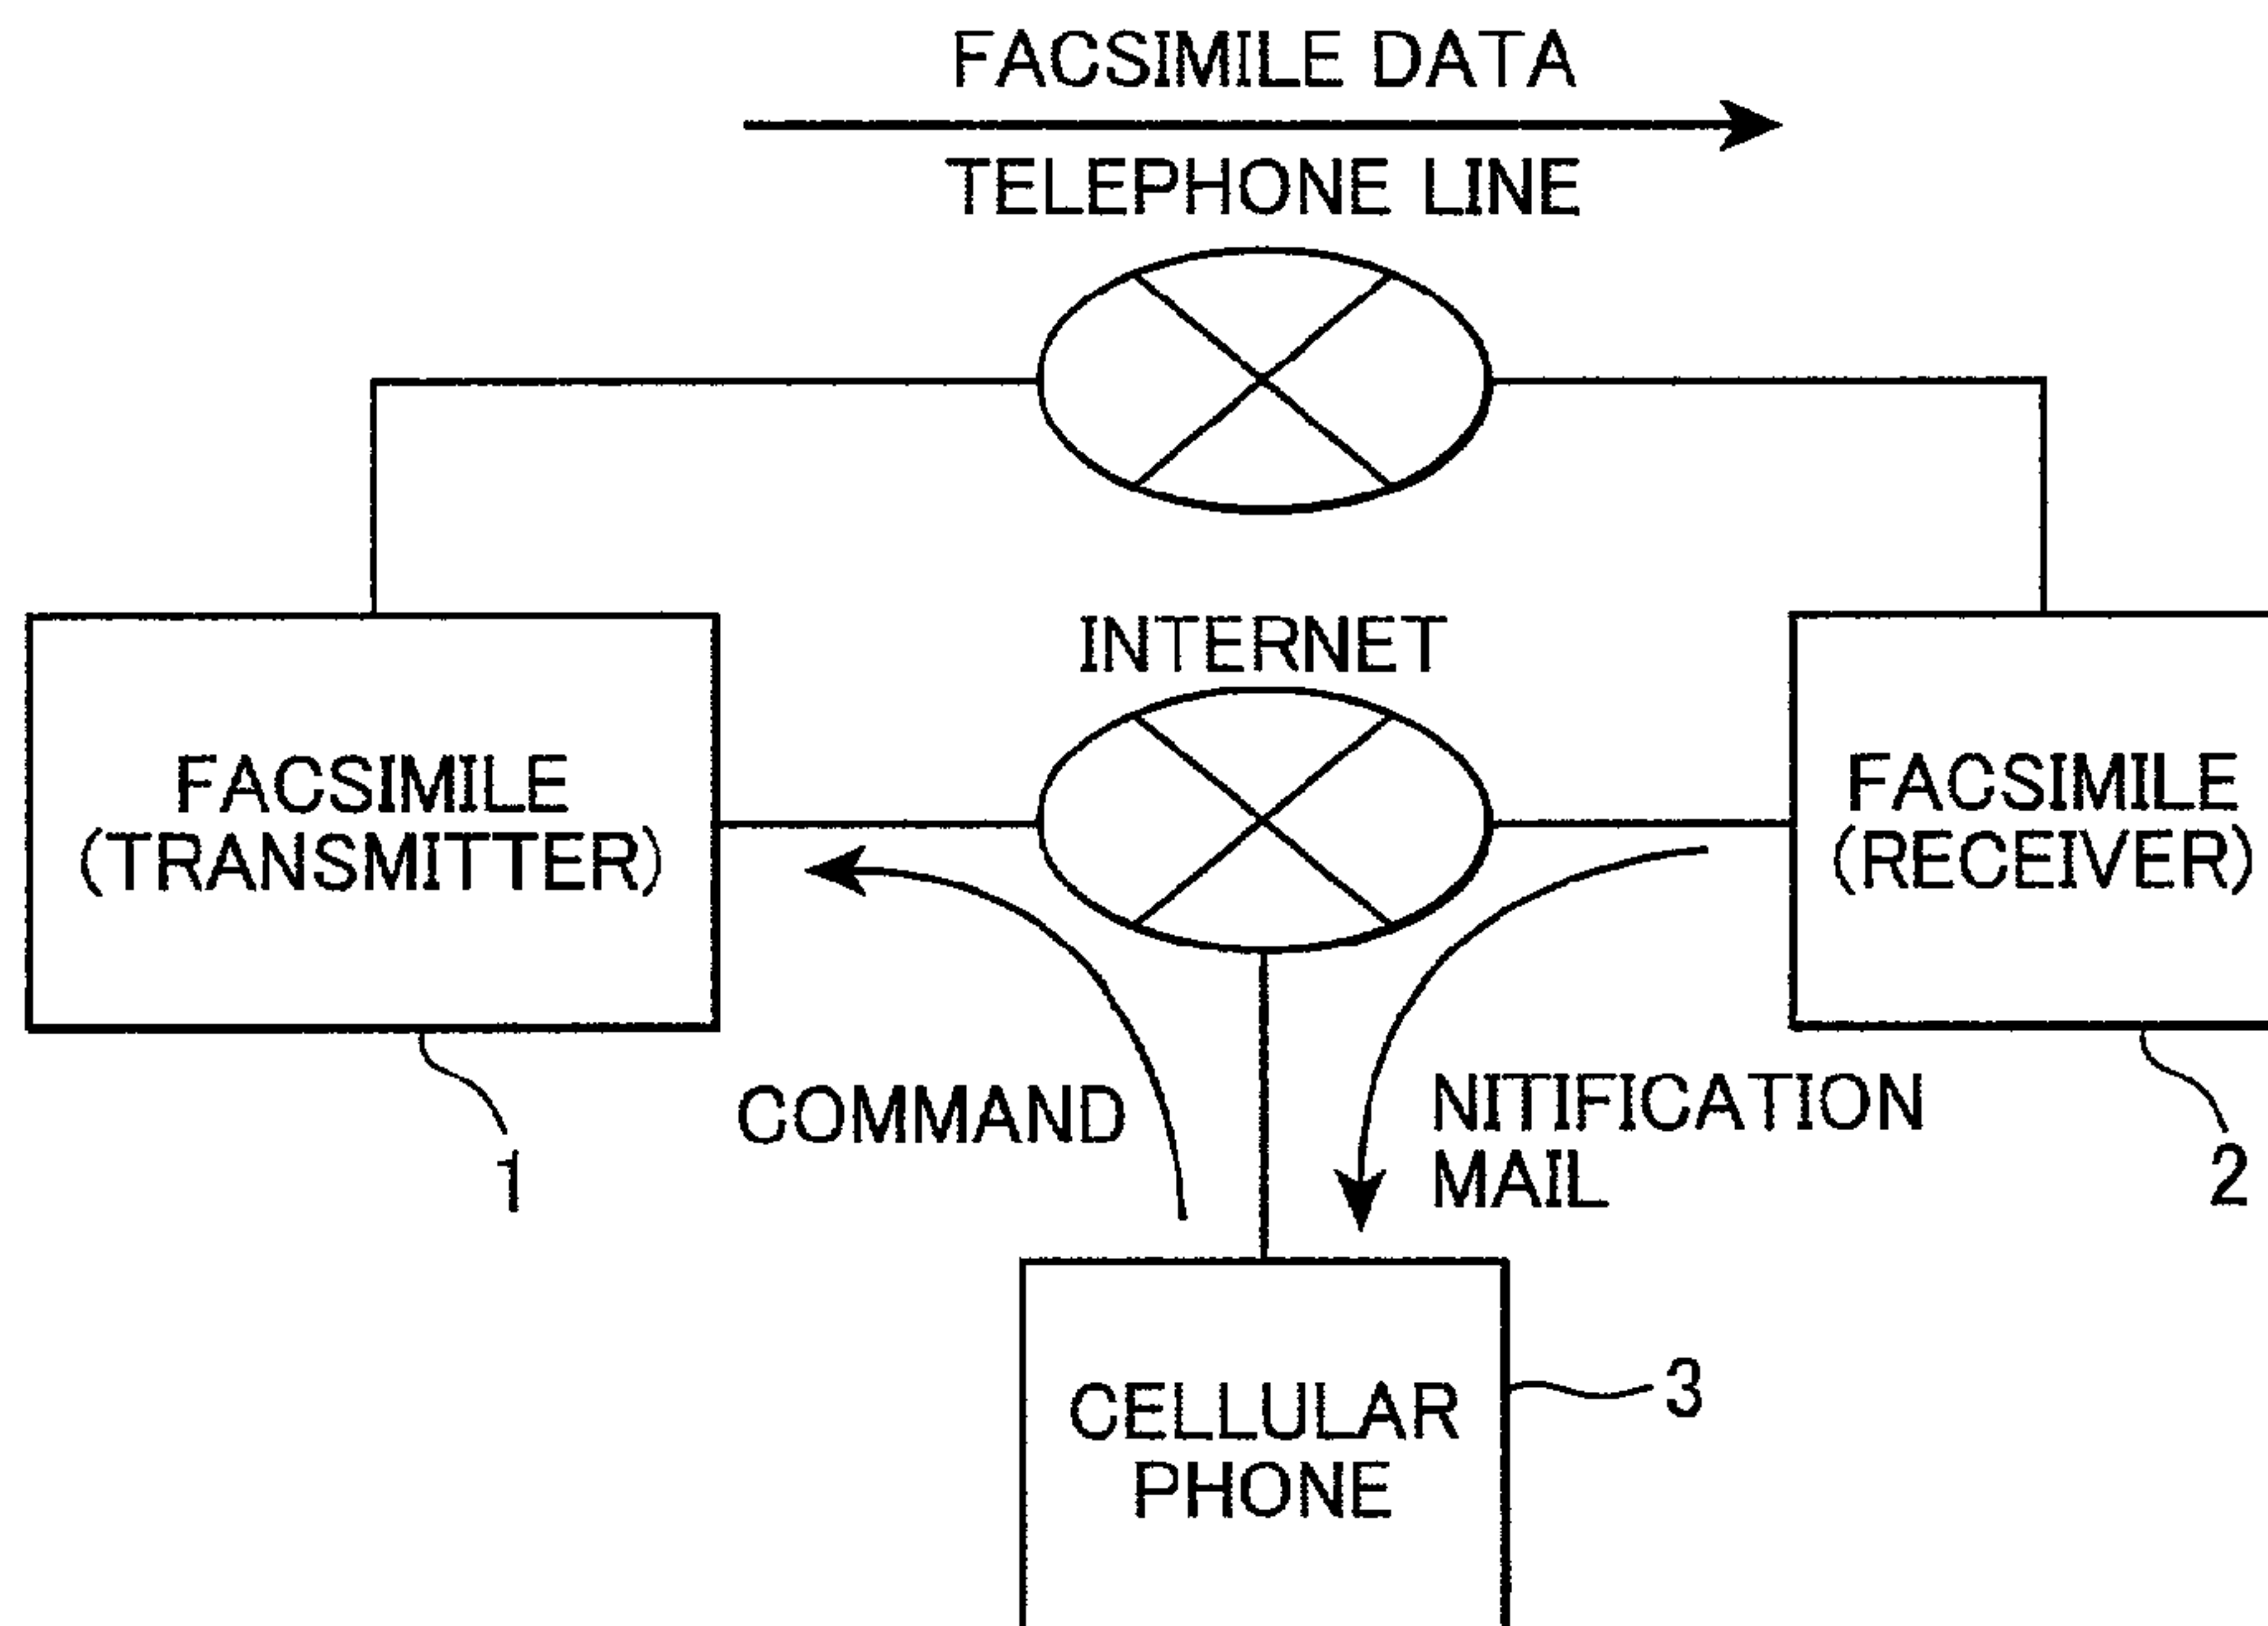 FACSIMILE DATA
TELEPHONE LINE
INTERNET
FACSIMILE
(TRANSMITTER)
FACSIMILE
(RECEIVER)
COMMAND
NITIFICATION
MAIL
1
2
CELLULAR
PHONE
3